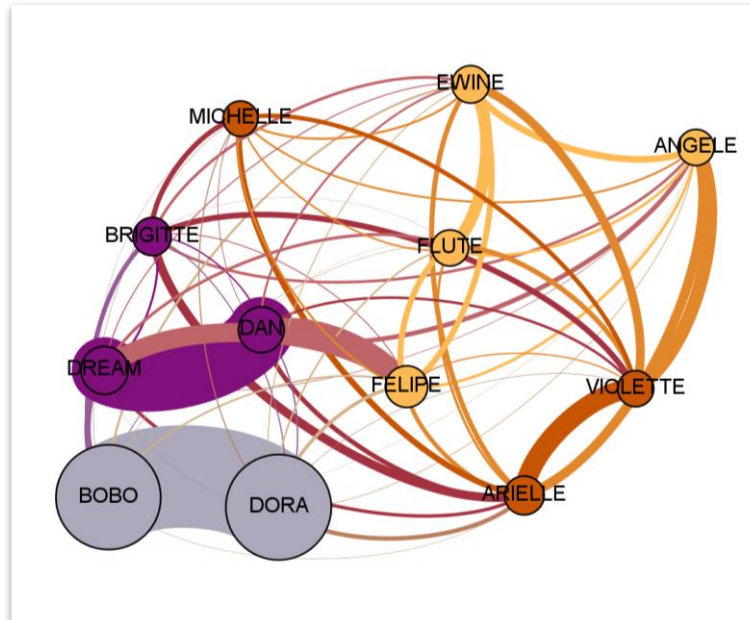 EWINE
MICHELLE
ANGELE
BRIGITTE
FLUTE
DAN
DREAM
FELIPE
VIOLETTE
BOBO
ARIELLE
DORA